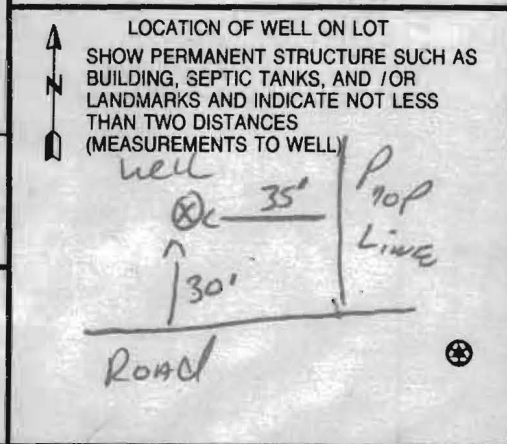 LOCATION OF WELL ON LOT
SHOW PERMANENT STRUCTURE SUCH AS
BUILDING, SEPTIC TANKS, AND / OR
LANDMARKS AND INDICATE NOT LESS
THAN TWO DISTANCES
(MEASUREMENTS TO WELL)
N
well
35'
Prop
Line
30'
ROAD